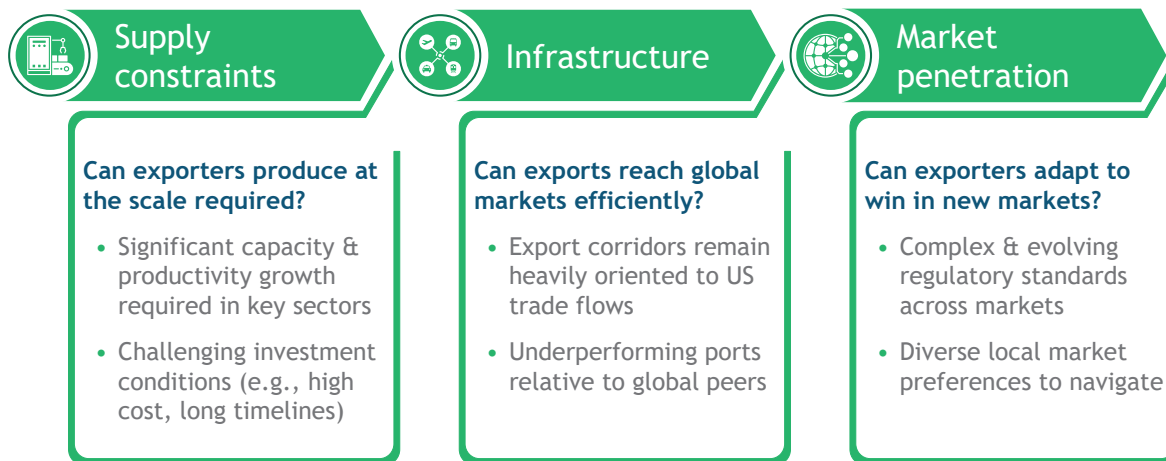 Supply
constraints
Can exporters produce at
the scale required?
• Significant capacity &
productivity growth
required in key sectors
• Challenging investment
conditions (e.g., high
cost, long timelines)
Infrastructure
Can exports reach global
markets efficiently?
• Export corridors remain
heavily oriented to US
trade flows
• Underperforming ports
relative to global peers
Market
penetration
Can exporters adapt to
win in new markets?
• Complex & evolving
regulatory standards
across markets
• Diverse local market
preferences to navigate